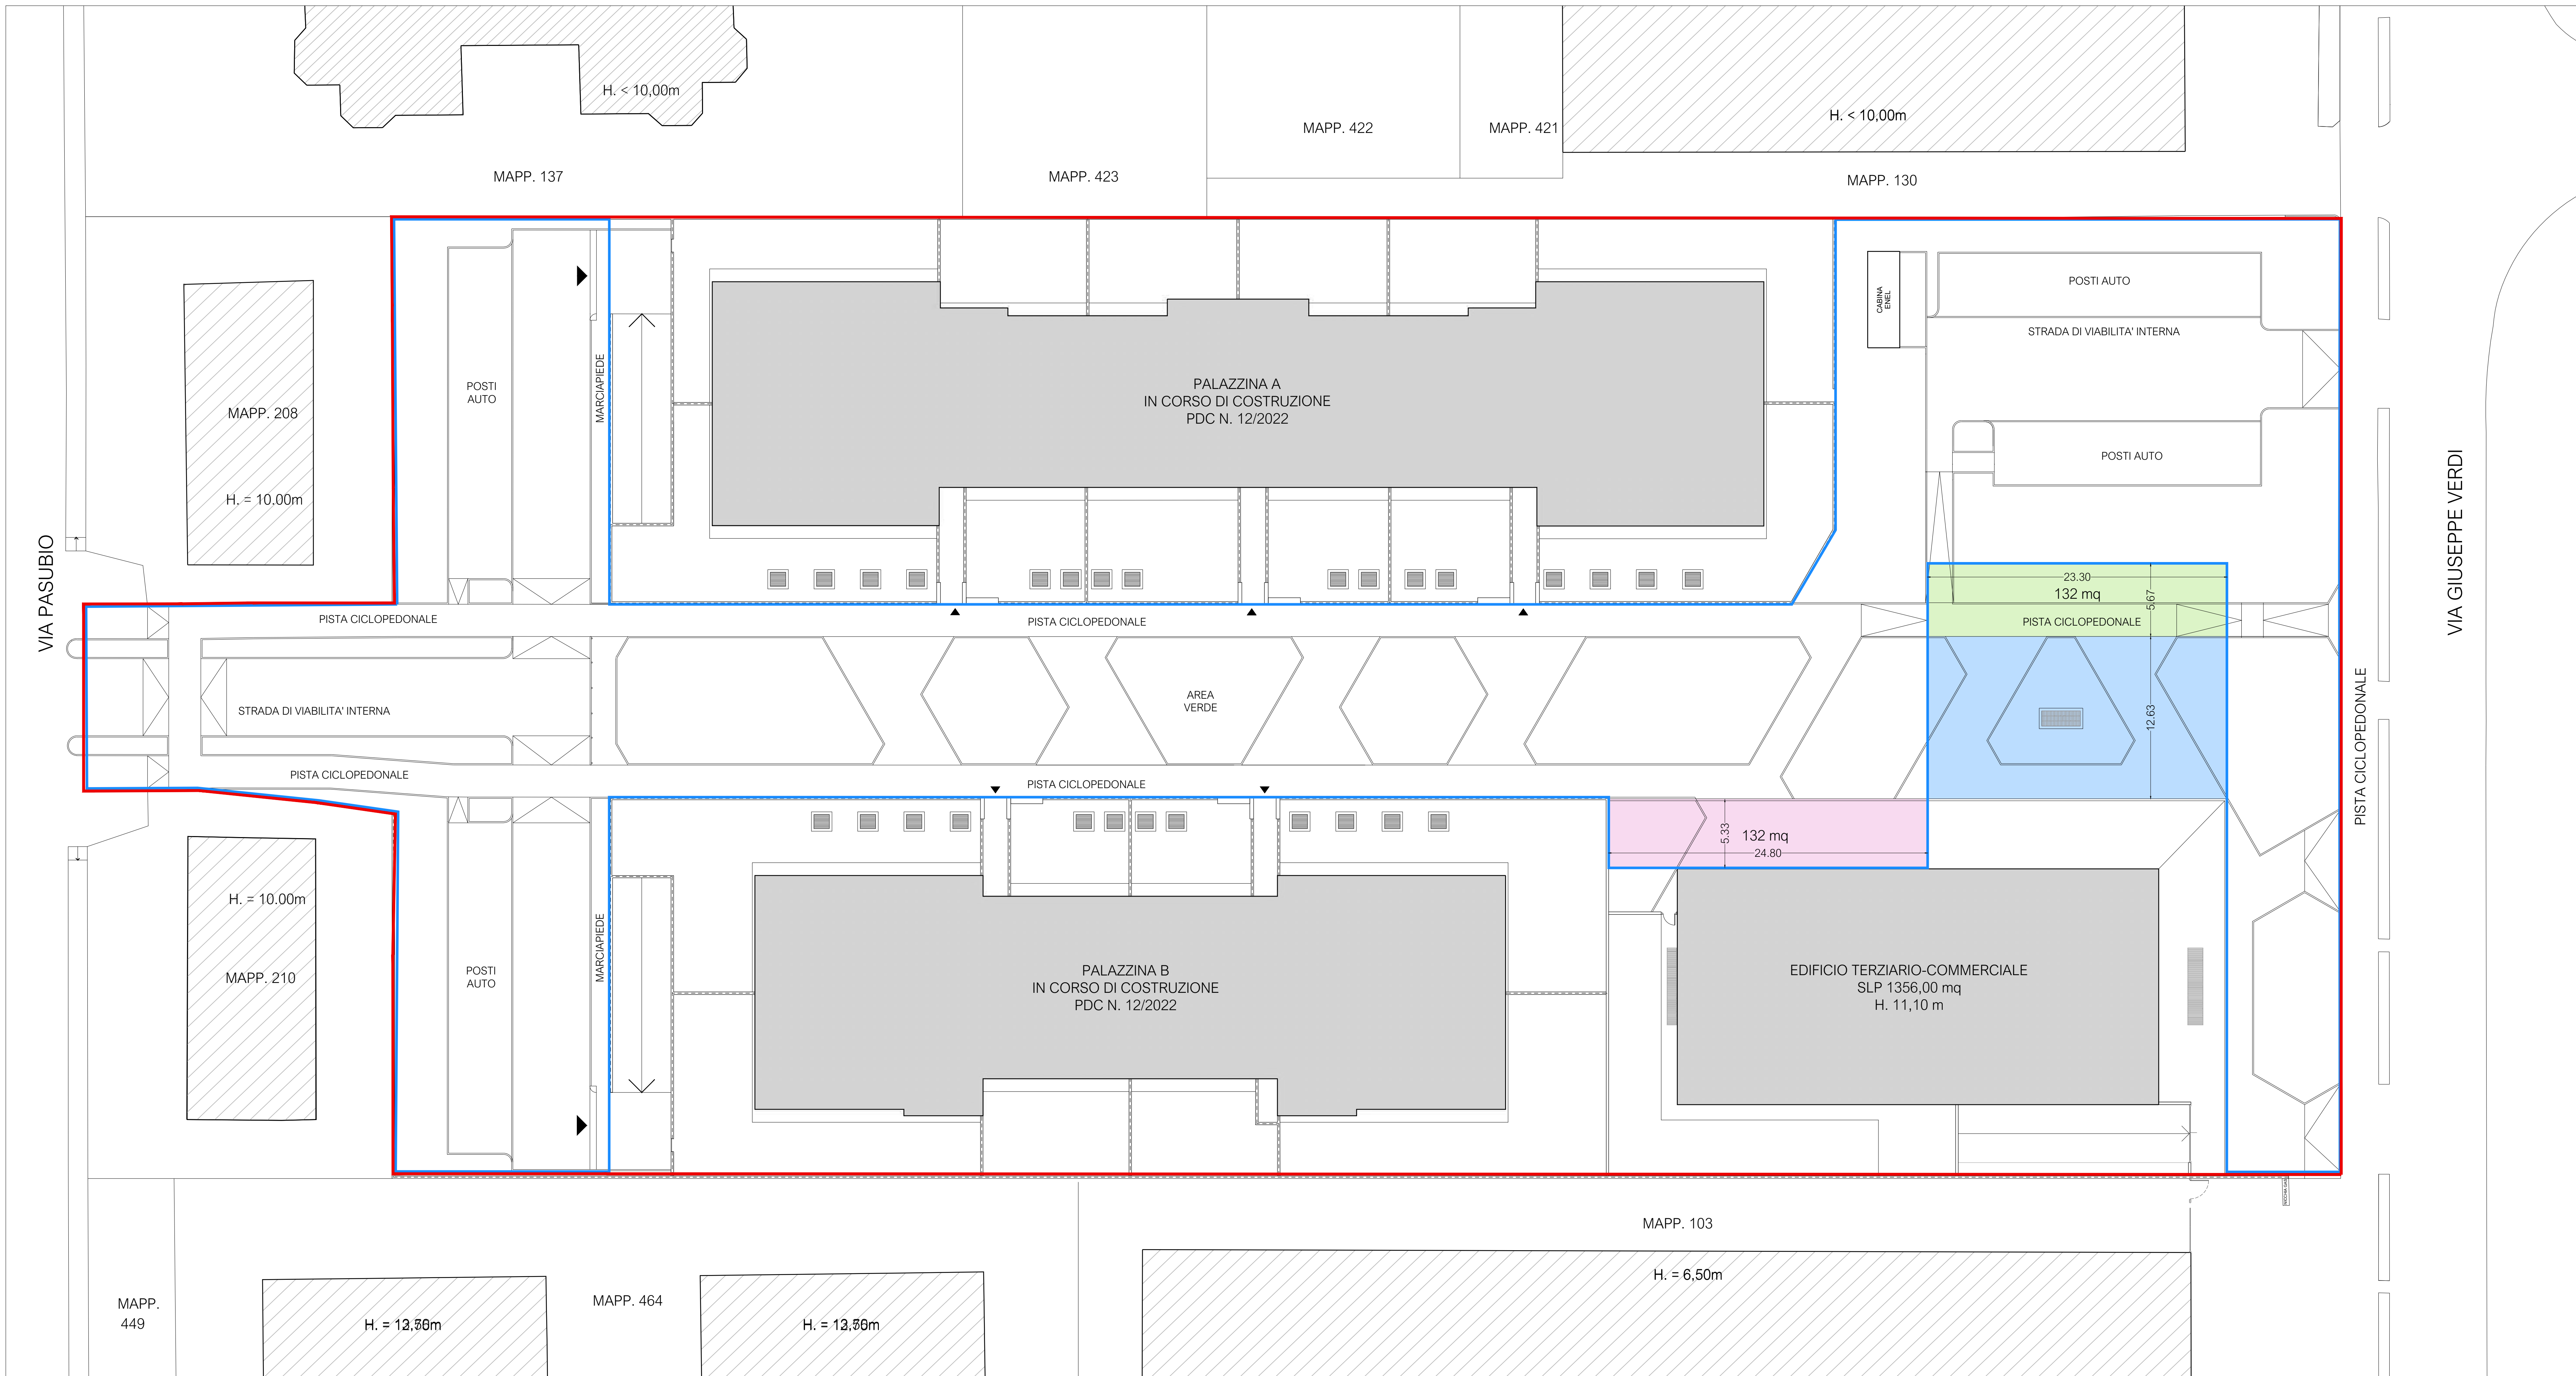 H. < 10,00m
H. < 10,00m
MAPP. 422
MAPP. 421
MAPP. 137
MAPP. 423
MAPP. 130
CABINA
ENEL
POSTI AUTO
STRADA DI VIABILITA' INTERNA
POSTI AUTO
POSTI
AUTO
MARCIAPIEDE
PALAZZINA A
IN CORSO DI COSTRUZIONE
PDC N. 12/2022
MAPP. 208
H. = 10.00m
VIA PASUBIO
VIA GIUSEPPE VERDI
23.30
132 mq
5.67
PISTA CICLOPEDONALE
PISTA CICLOPEDONALE
PISTA CICLOPEDONALE
AREA
VERDE
STRADA DI VIABILITA' INTERNA
12.63
PISTA CICLOPEDONALE
PISTA CICLOPEDONALE
PISTA CICLOPEDONALE
5.33
132 mq
24.80
H. = 10.00m
MAPP. 210
POSTI
AUTO
MARCIAPIEDE
PALAZZINA B
IN CORSO DI COSTRUZIONE
PDC N. 12/2022
EDIFICIO TERZIARIO-COMMERCIALE
SLP 1356,00 mq
H. 11,10 m
MAPP. 103
H. = 6,50m
MAPP.
449
MAPP. 464
H. =
H. =